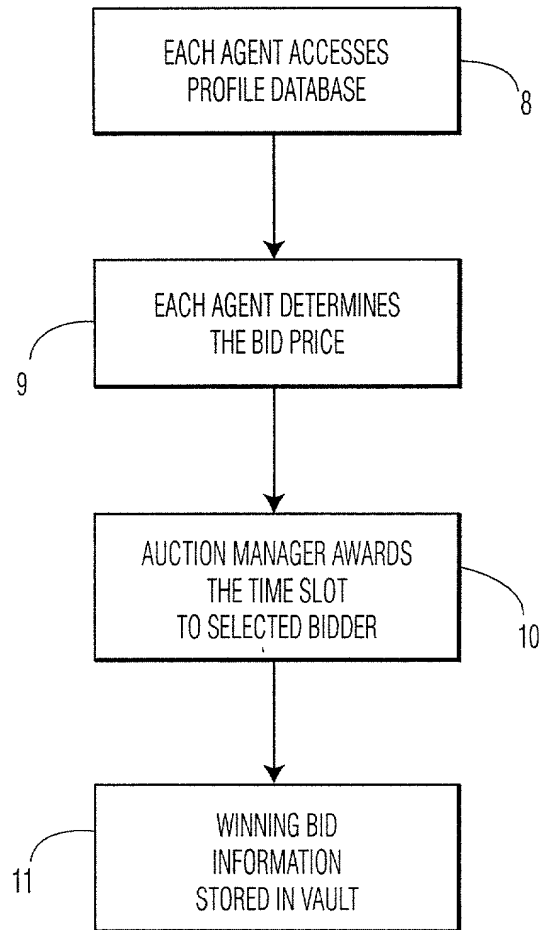 EACH AGENT ACCESSES
PROFILE DATABASE
8
EACH AGENT DETERMINES
THE BID PRICE
9
AUCTION MANAGER AWARDS
THE TIME SLOT
TO SELECTED BIDDER
10
WINNING BID
INFORMATION
STORED IN VAULT
11